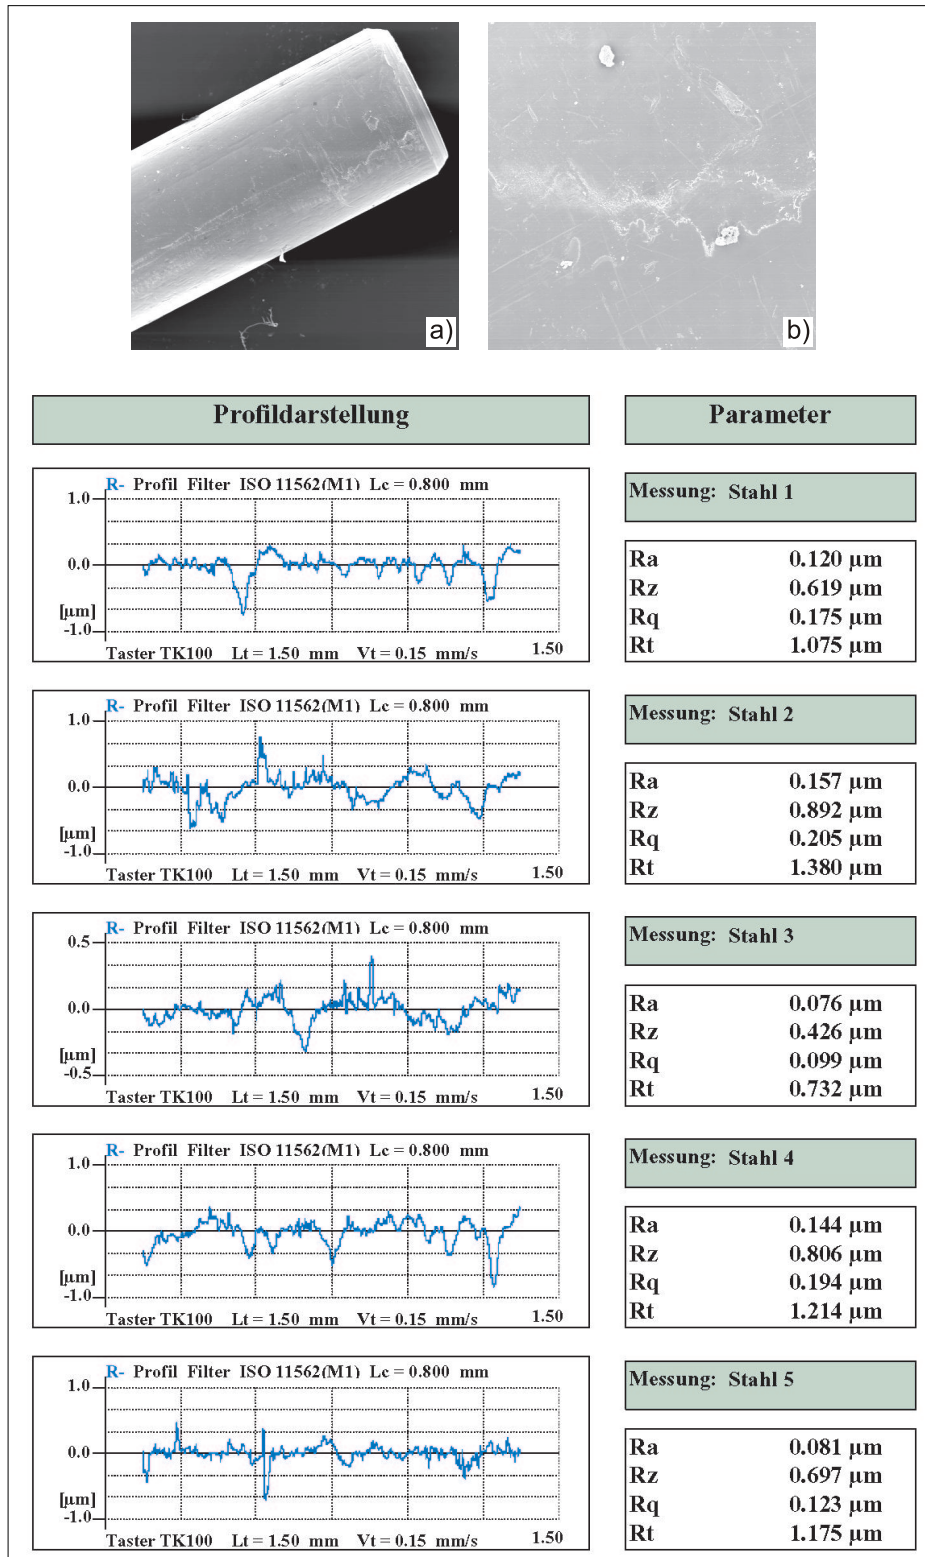 a)
b)
Profildarstellung
Parameter
R- Profil Filter ISO 11562(M1) Lc = 0.800 mm
1.0
0.0
[µm]
-1.0
Taster TK100 Lt = 1.50 mm Vt = 0.15 mm/s 1.50
Messung: Stahl 1
Ra 0.120 µm
Rz 0.619 µm
Rq 0.175 µm
Rt 1.075 µm
R- Profil Filter ISO 11562(M1) Lc = 0.800 mm
1.0
0.0
[µm]
-1.0
Taster TK100 Lt = 1.50 mm Vt = 0.15 mm/s 1.50
Messung: Stahl 2
Ra 0.157 µm
Rz 0.892 µm
Rq 0.205 µm
Rt 1.380 µm
R- Profil Filter ISO 11562(M1) Lc = 0.800 mm
0.5
0.0
[µm]
-0.5
Taster TK100 Lt = 1.50 mm Vt = 0.15 mm/s 1.50
Messung: Stahl 3
Ra 0.076 µm
Rz 0.426 µm
Rq 0.099 µm
Rt 0.732 µm
R- Profil Filter ISO 11562(M1) Lc = 0.800 mm
1.0
0.0
[µm]
-1.0
Taster TK100 Lt = 1.50 mm Vt = 0.15 mm/s 1.50
Messung: Stahl 4
Ra 0.144 µm
Rz 0.806 µm
Rq 0.194 µm
Rt 1.214 µm
R- Profil Filter ISO 11562(M1) Lc = 0.800 mm
1.0
0.0
[µm]
-1.0
Taster TK100 Lt = 1.50 mm Vt = 0.15 mm/s 1.50
Messung: Stahl 5
Ra 0.081 µm
Rz 0.697 µm
Rq 0.123 µm
Rt 1.175 µm